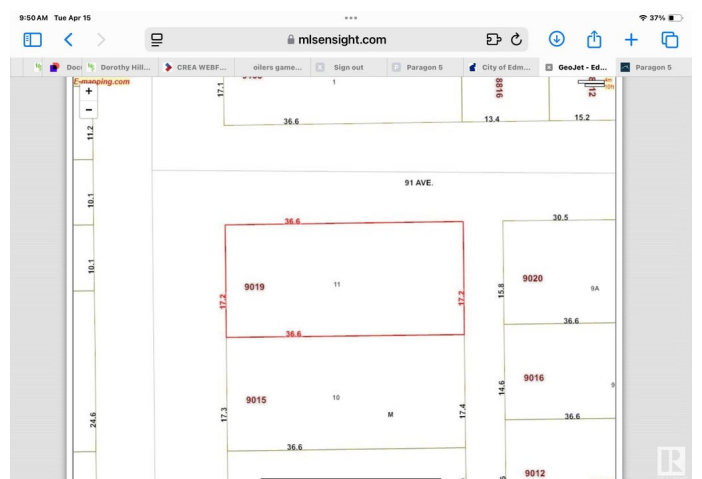 9:50 AM Tue Apr 15
37%
mlsensight.com
Dorothy Hill...
CREA WEBF...
oilers game...
Sign out
Paragon 5
City of Edm...
GeoJet - Ed...
Paragon 5
E-mapping.com
+
−
17.1
1
36.6
8816
13.4
15.2
11.2
91 AVE.
10.1
36.6
30.5
10.1
9019
11
17.2
17.2
15.8
9020
9A
36.6
36.6
9015
10
M
17.3
17.4
14.6
9016
9
36.6
24.6
36.6
9012
R